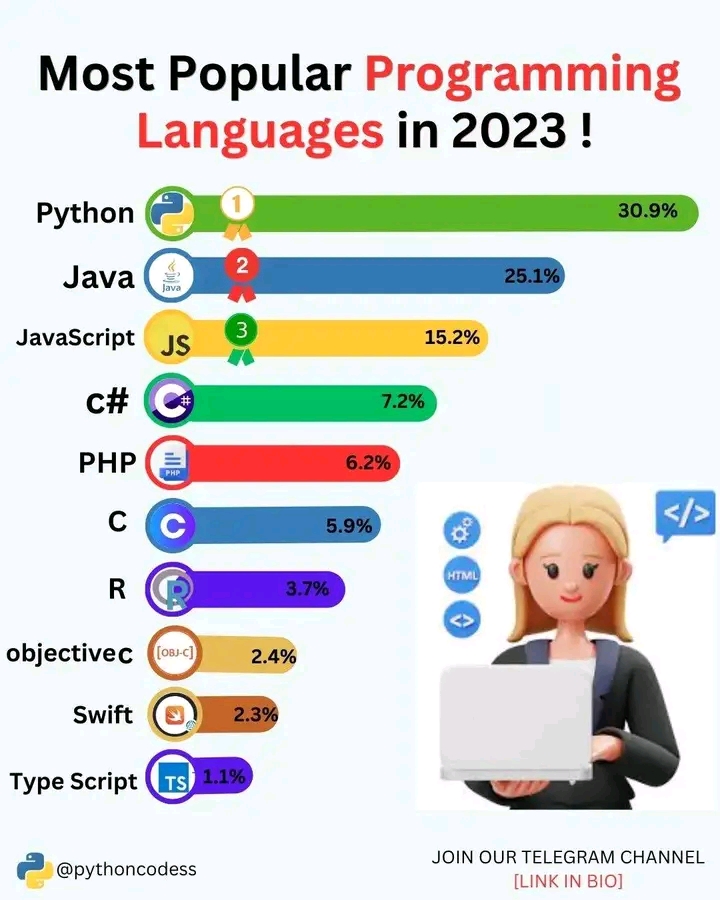 Most Popular Programming
Languages in 2023 !
Python 1 30.9%
Java Java 2 25.1%
JavaScript JS 3 15.2%
c# C# 7.2%
PHP PHP 6.2%
C C 5.9%
R R 3.7%
objectivec [OBJ-C] 2.4%
Swift 2.3%
Type Script TS 1.1%
</>
HTML
<>
@pythoncodess
JOIN OUR TELEGRAM CHANNEL
[LINK IN BIO]